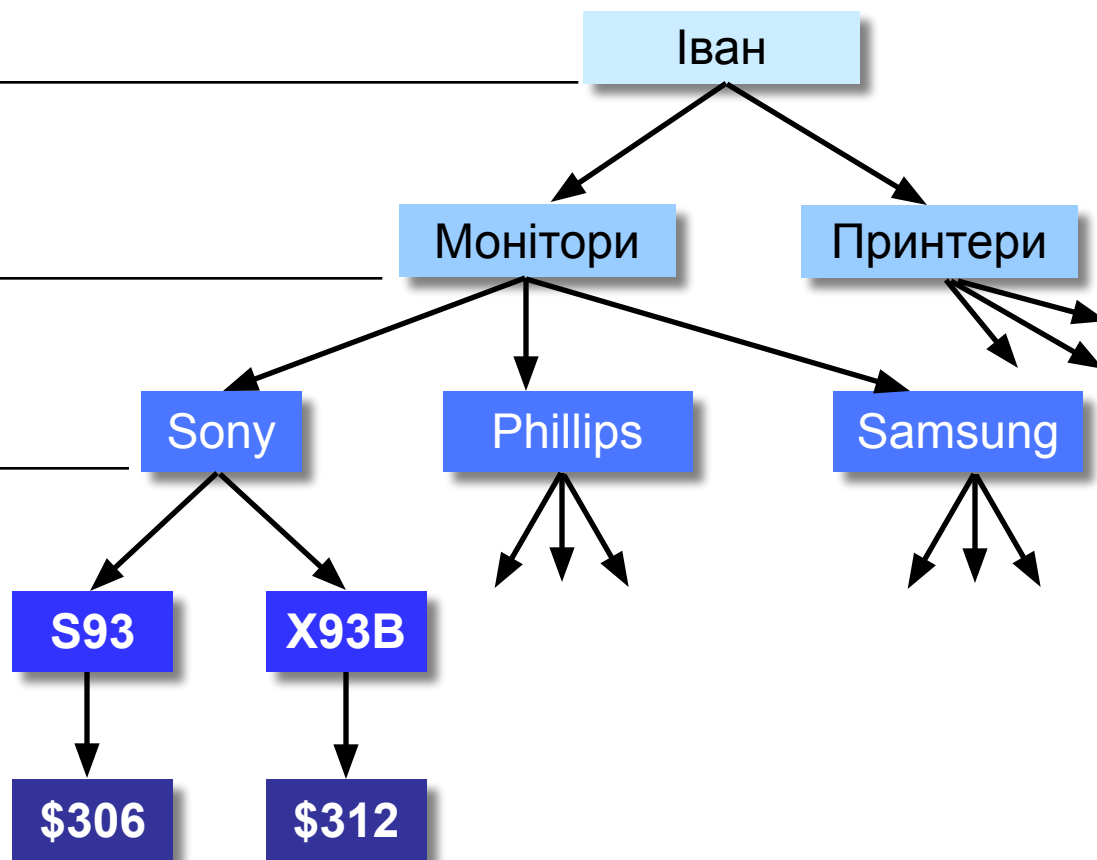 Іван
Монітори
Принтери
Sony
Phillips
Samsung
S93
X93B
$306
$312